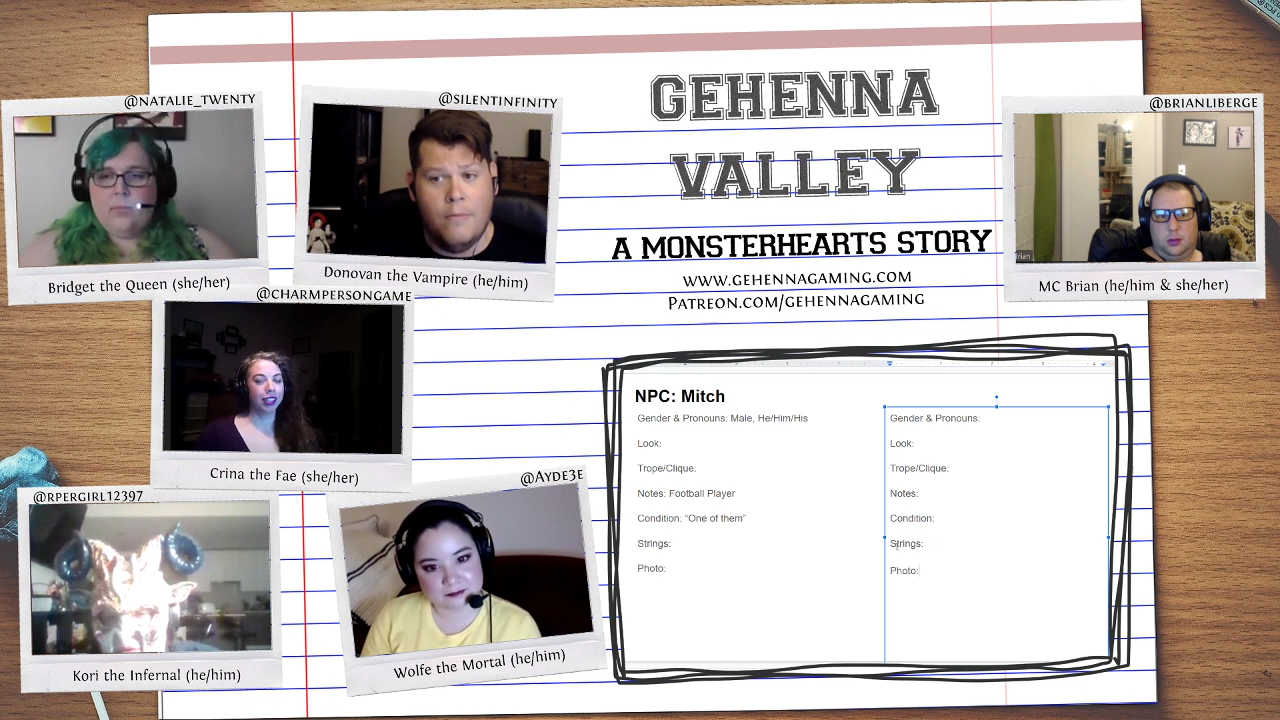 @NATALIE_TWENTY
Bridget the Queen (she/her)
@SILENTINFINITY
Donovan the Vampire (he/him)
@CHARMPERSONGAME
Crina the Fae (she/her)
@RPERGIRL12397
Kori the Infernal (he/him)
@AYDE3E
Wolfe the Mortal (he/him)
GEHENNA
VALLEY
A MONSTERHEARTS STORY
WWW.GEHENNAGAMING.COM
PATREON.COM/GEHENNAGAMING
@BRIANLIBERGE
Brian
MC Brian (he/him & she/her)
NPC: Mitch
Gender & Pronouns: Male, He/Him/His
Look:
Trope/Clique:
Notes: Football Player
Condition: “One of them”
Strings:
Photo:
Gender & Pronouns:
Look:
Trope/Clique:
Notes:
Condition:
Strings:
Photo: